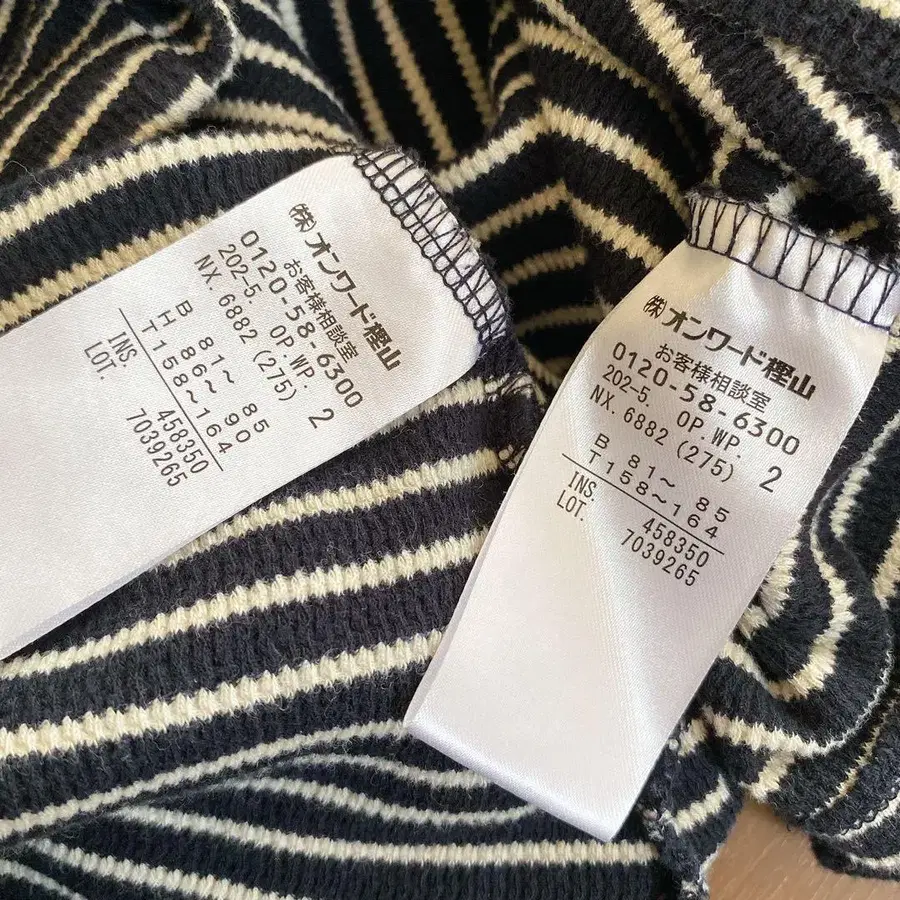 ㈱オンワード樫山
お客様相談室
0120-58-6300
202-5. OP.WP.
NX. 6882 (275) 2
B 81～ 85
H 86～ 90
T158～164
INS. 458350
LOT. 7039265
㈱オンワード樫山
お客様相談室
0120-58-6300
202-5. OP.WP.
NX. 6882 (275) 2
B 81～ 85
T158～164
INS. 458350
LOT. 7039265